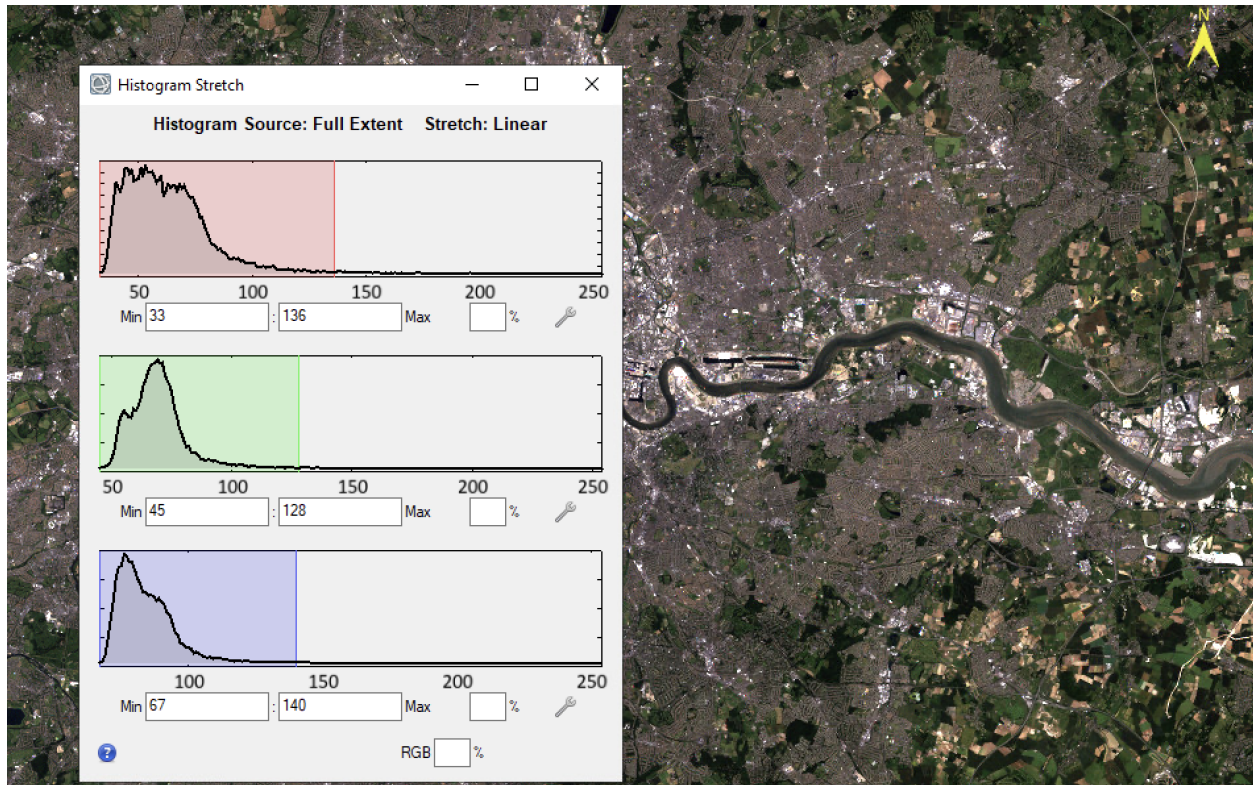 N
Histogram Stretch
Histogram Source: Full Extent Stretch: Linear
50 100 150 200 250
Min 33 : 136 Max %
50 100 150 200 250
Min 45 : 128 Max %
100 150 200 250
Min 67 : 140 Max %
? RGB %